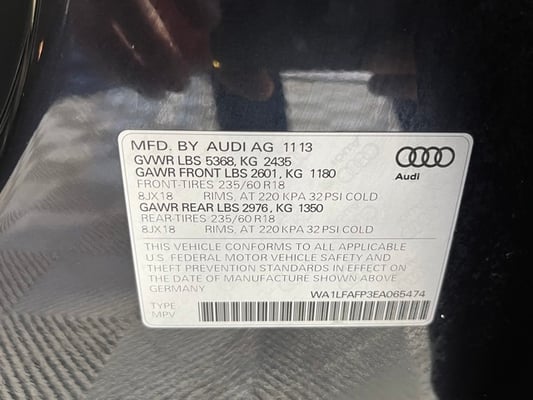 MFD. BY AUDI AG 11 13
GVWR LBS 5368, KG 2435
GAWR FRONT LBS 2601, KG 1180
FRONT-TIRES 235/60 R18
8JX18 RIMS, AT 220 KPA 32 PSI COLD
GAWR REAR LBS 2976, KG 1350
REAR-TIRES 235/60 R18
8JX18 RIMS, AT 220 KPA 32 PSI COLD
Audi
THIS VEHICLE CONFORMS TO ALL APPLICABLE
U.S. FEDERAL MOTOR VEHICLE SAFETY AND
THEFT PREVENTION STANDARDS IN EFFECT ON
THE DATE OF MANUFACTURE SHOWN ABOVE.
WA1LFAFP3EA065474
TYPE
MPV